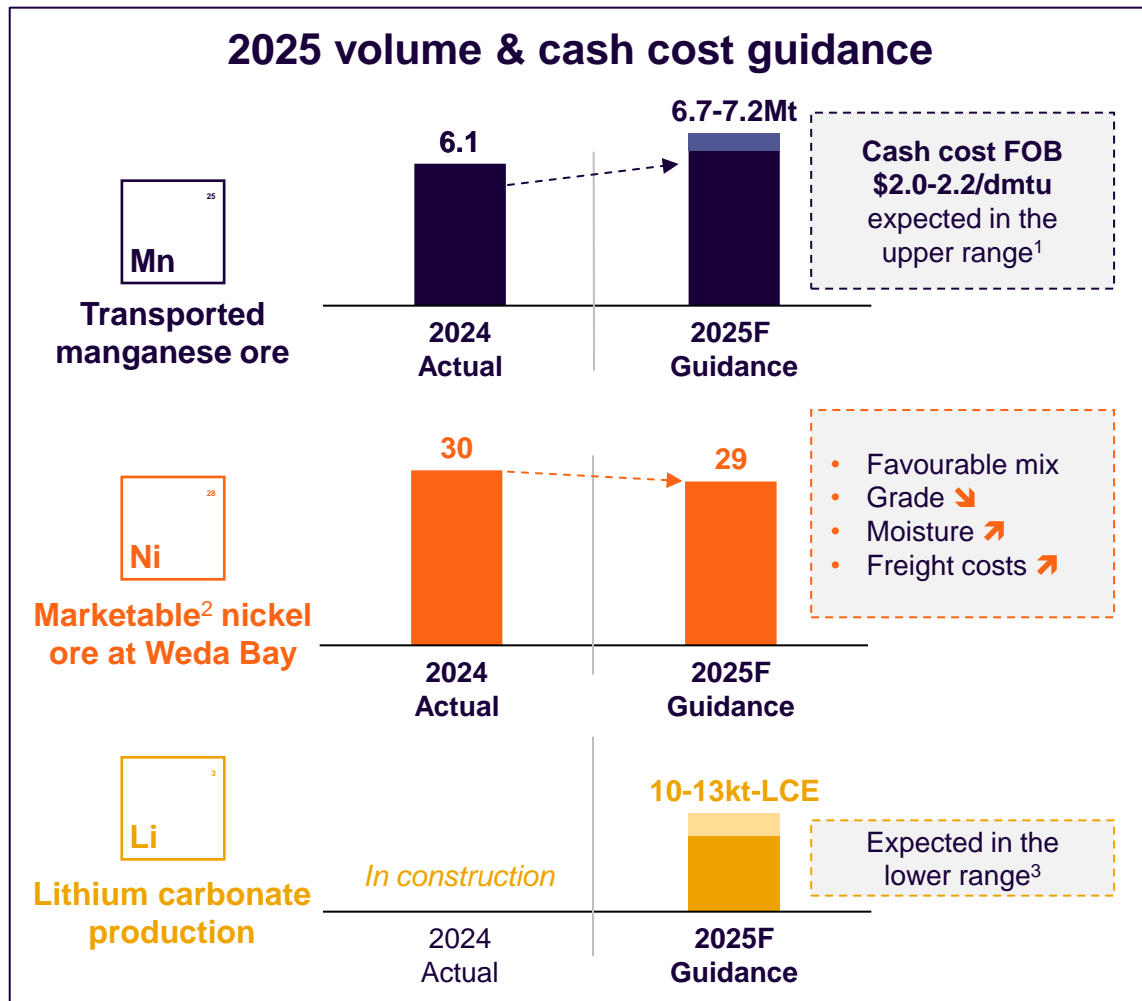 2025 volume & cash cost guidance
25
Mn
Transported
manganese ore
6.1
6.7-7.2Mt
2024
Actual
2025F
Guidance
Cash cost FOB
$2.0-2.2/dmtu
expected in the
upper range¹
28
Ni
Marketable² nickel
ore at Weda Bay
30
29
2024
Actual
2025F
Guidance
• Favourable mix
• Grade ➘
• Moisture ➚
• Freight costs ➚
3
Li
Lithium carbonate
production
In construction
10-13kt-LCE
2024
Actual
2025F
Guidance
Expected in the
lower range³